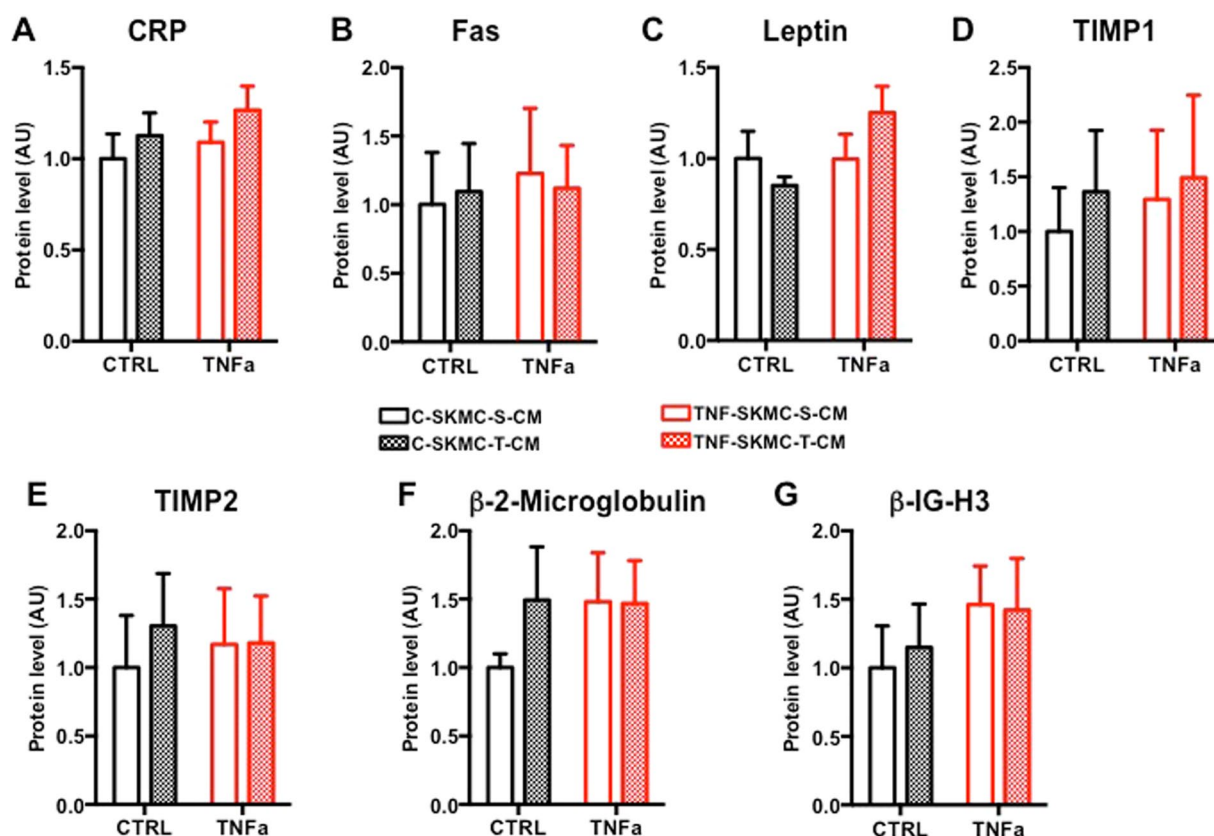 A CRP
Protein level (AU)
1.5
1.0
0.5
0.0
CTRL TNFa
B Fas
Protein level (AU)
2.0
1.5
1.0
0.5
0.0
CTRL TNFa
C Leptin
Protein level (AU)
1.5
1.0
0.5
0.0
CTRL TNFa
D TIMP1
Protein level (AU)
2.5
2.0
1.5
1.0
0.5
0.0
CTRL TNFa
C-SKMC-S-CM
C-SKMC-T-CM
TNF-SKMC-S-CM
TNF-SKMC-T-CM
E TIMP2
Protein level (AU)
2.0
1.5
1.0
0.5
0.0
CTRL TNFa
F β-2-Microglobulin
Protein level (AU)
2.0
1.5
1.0
0.5
0.0
CTRL TNFa
G β-IG-H3
Protein level (AU)
2.0
1.5
1.0
0.5
0.0
CTRL TNFa